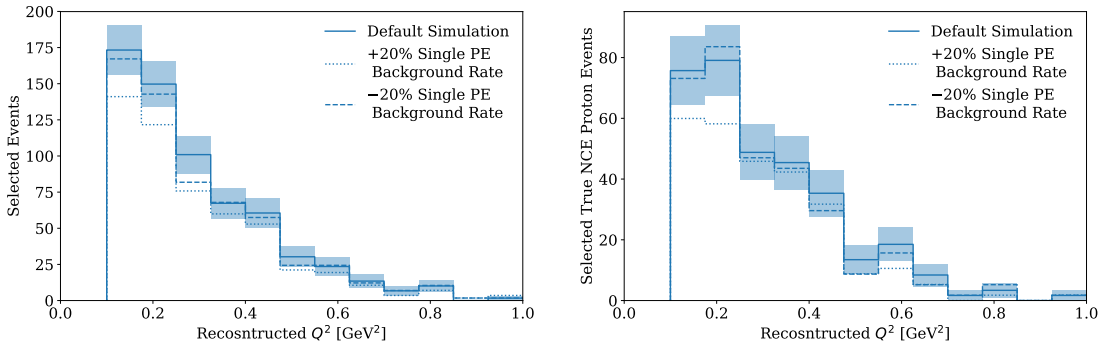 175
150
125
100
75
50
25
0
Selected Events
Default Simulation
+20% Single PE
Background Rate
−20% Single PE
Background Rate
0.0 0.2 0.4 0.6 0.8 1.0
Recosntructed Q² [GeV²]
80
60
40
20
0
Selected True NCE Proton Events
Default Simulation
+20% Single PE
Background Rate
−20% Single PE
Background Rate
0.0 0.2 0.4 0.6 0.8 1.0
Recosntructed Q² [GeV²]